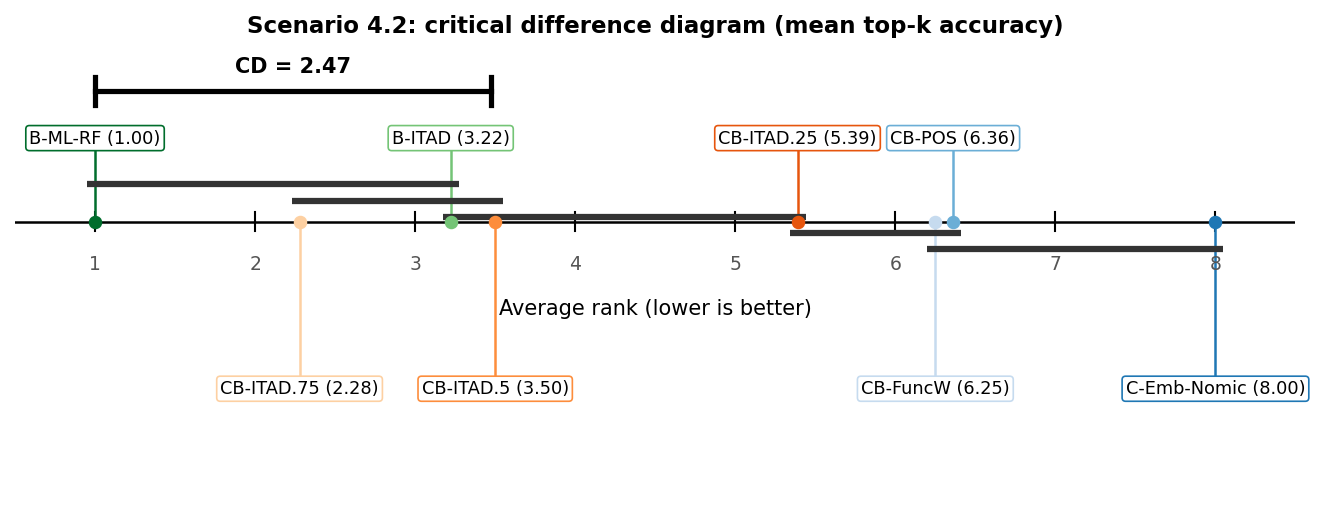 Scenario 4.2: critical difference diagram (mean top-k accuracy)
CD = 2.47
B-ML-RF (1.00)
B-ITAD (3.22)
CB-ITAD.25 (5.39)
CB-POS (6.36)
1 2 3 4 5 6 7 8
Average rank (lower is better)
CB-ITAD.75 (2.28)
CB-ITAD.5 (3.50)
CB-FuncW (6.25)
C-Emb-Nomic (8.00)